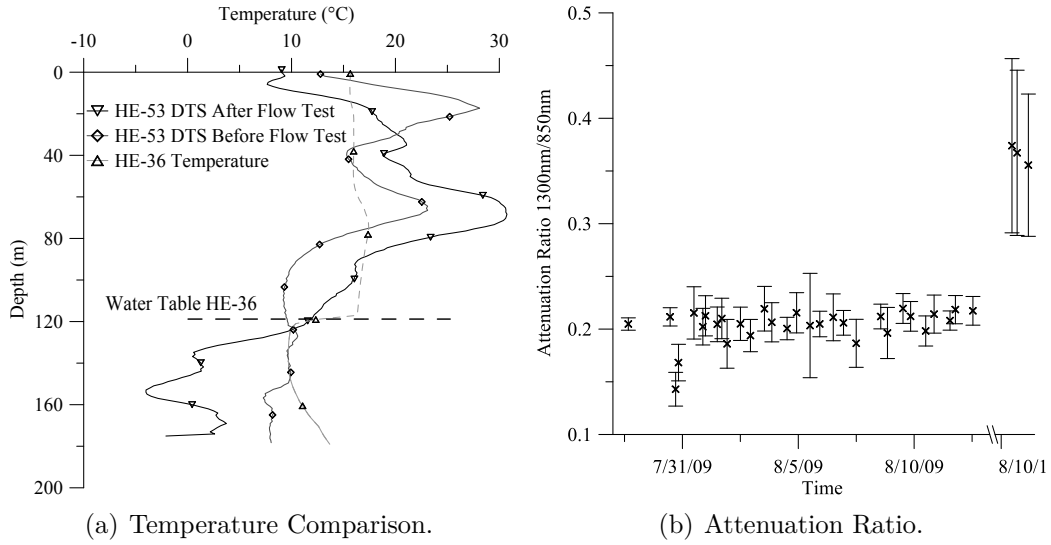 Temperature (°C)
-10 0 10 20 30
0
40
80
120
160
200
Depth (m)
HE-53 DTS After Flow Test
HE-53 DTS Before Flow Test
HE-36 Temperature
Water Table HE-36
(a) Temperature Comparison.
0.5
0.4
0.3
0.2
0.1
Attenuation Ratio 1300nm/850nm
7/31/09 8/5/09 8/10/09 8/10/1
Time
(b) Attenuation Ratio.